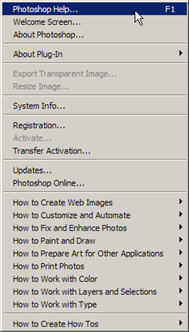 Photoshop Help... F1
Welcome Screen...
About Photoshop...
About Plug-In
Export Transparent Image...
Resize Image...
System Info...
Registration...
Activate...
Transfer Activation...
Updates...
Photoshop Online...
How to Create Web Images
How to Customize and Automate
How to Fix and Enhance Photos
How to Paint and Draw
How to Prepare Art for Other Applications
How to Print Photos
How to Work with Color
How to Work with Layers and Selections
How to Work with Type
How to Create How Tos